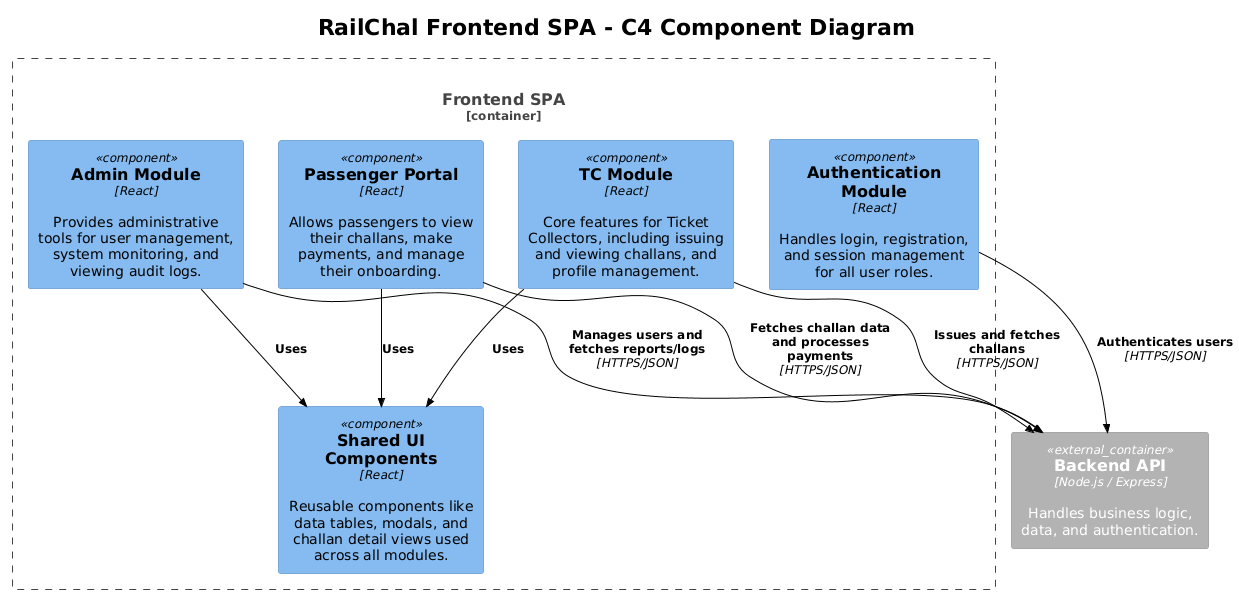 RailChal Frontend SPA - C4 Component Diagram
Frontend SPA
[container]
«component»
Admin Module
[React]
Provides administrative
tools for user management,
system monitoring, and
viewing audit logs.
«component»
Passenger Portal
[React]
Allows passengers to view
their challans, make
payments, and manage
their onboarding.
«component»
TC Module
[React]
Core features for Ticket
Collectors, including issuing
and viewing challans, and
profile management.
«component»
Authentication
Module
[React]
Handles login, registration,
and session management
for all user roles.
Uses
Uses
Uses
Manages users and
fetches reports/logs
[HTTPS/JSON]
Fetches challan data
and processes
payments
[HTTPS/JSON]
Issues and fetches
challans
[HTTPS/JSON]
Authenticates users
[HTTPS/JSON]
«component»
Shared UI
Components
[React]
Reusable components like
data tables, modals, and
challan detail views used
across all modules.
«external_container»
Backend API
[Node.js / Express]
Handles business logic,
data, and authentication.